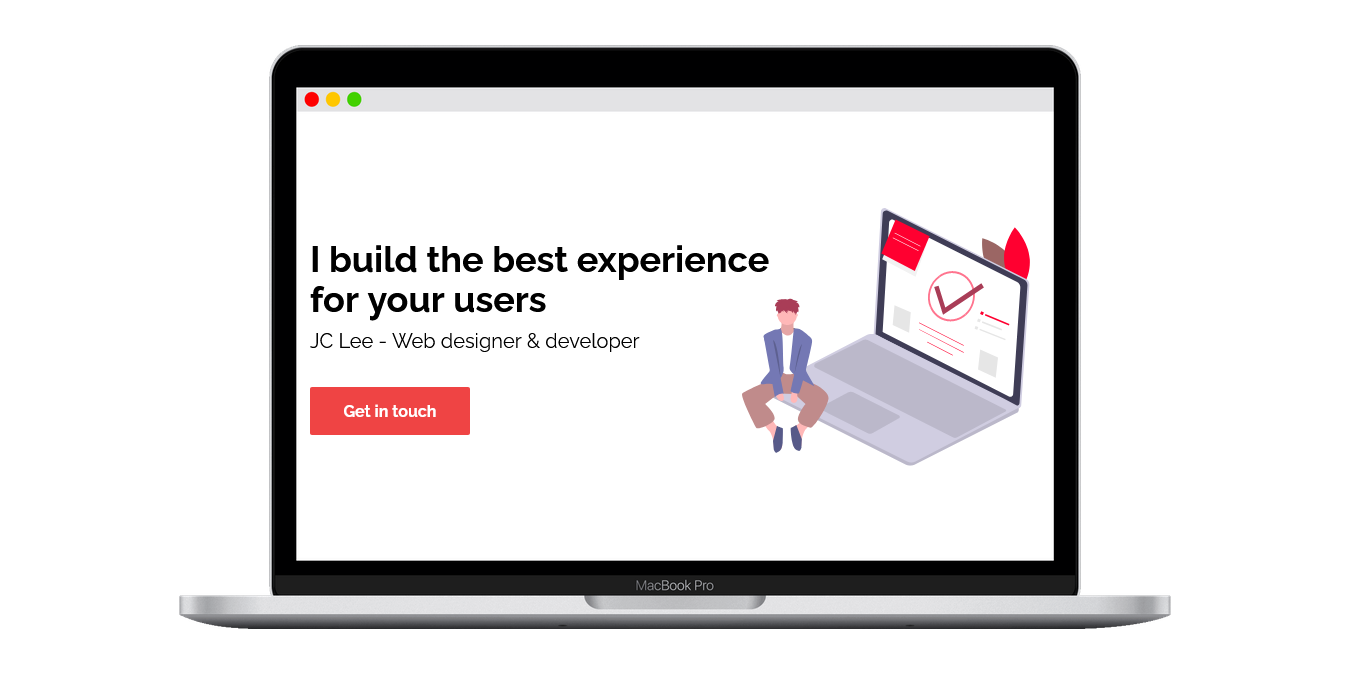 I build the best experience
for your users
JC Lee - Web designer & developer
Get in touch
MacBook Pro